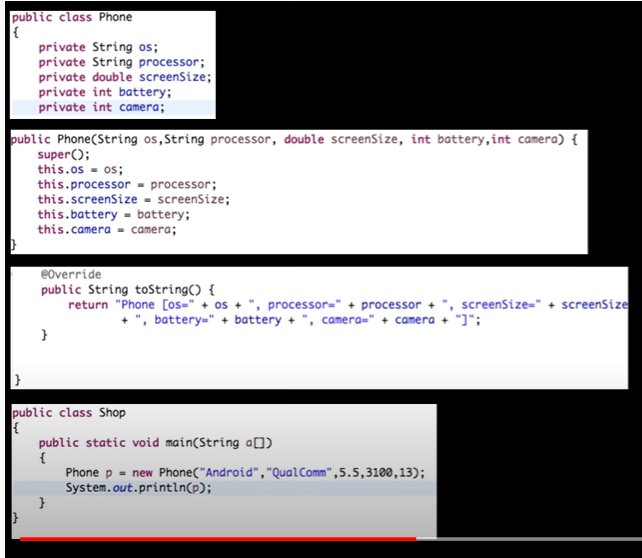 public class Phone
{
private String os;
private String processor;
private double screenSize;
private int battery;
private int camera;
public Phone(String os,String processor, double screenSize, int battery,int camera) {
super();
this.os = os;
this.processor = processor;
this.screenSize = screenSize;
this.battery = battery;
this.camera = camera;
}
@Override
public String toString() {
return "Phone [os=" + os + ", processor=" + processor + ", screenSize=" + screenSize
+ ", battery=" + battery + ", camera=" + camera + "]";
}
}
public class Shop
{
public static void main(String a[])
{
Phone p = new Phone("Android","QualComm",5.5,3100,13);
System.out.println(p);
}
}